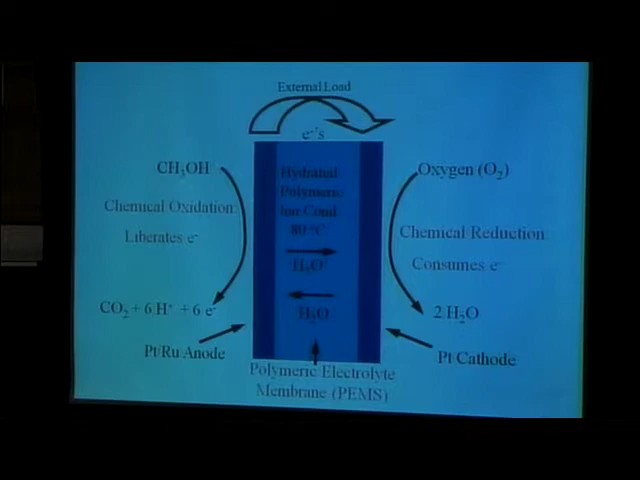 External Load
e⁻'s
CH₃OH
Chemical Oxidation:
Liberates e⁻
CO₂ + 6 H⁺ + 6 e⁻
Pt/Ru Anode
Hydrated
Polymeric
Ion Cond
80 °C
H₃O⁺
H₂O
Oxygen (O₂)
Chemical Reduction:
Consumes e⁻
2 H₂O
Pt Cathode
Polymeric Electrolyte
Membrane (PEMS)